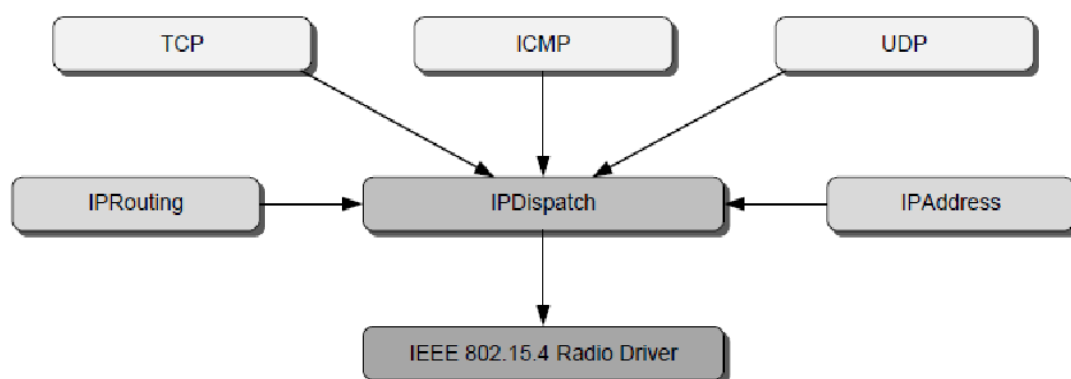 TCP
ICMP
UDP
IPRouting
IPDispatch
IPAddress
IEEE 802.15.4 Radio Driver